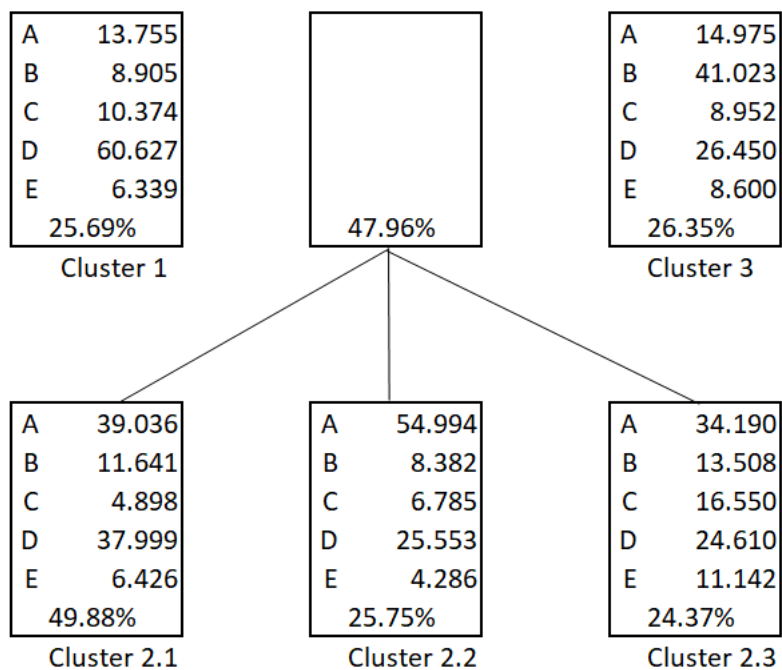 A 13.755
B 8.905
C 10.374
D 60.627
E 6.339
25.69%
Cluster 1
47.96%
A 14.975
B 41.023
C 8.952
D 26.450
E 8.600
26.35%
Cluster 3
A 39.036
B 11.641
C 4.898
D 37.999
E 6.426
49.88%
Cluster 2.1
A 54.994
B 8.382
C 6.785
D 25.553
E 4.286
25.75%
Cluster 2.2
A 34.190
B 13.508
C 16.550
D 24.610
E 11.142
24.37%
Cluster 2.3